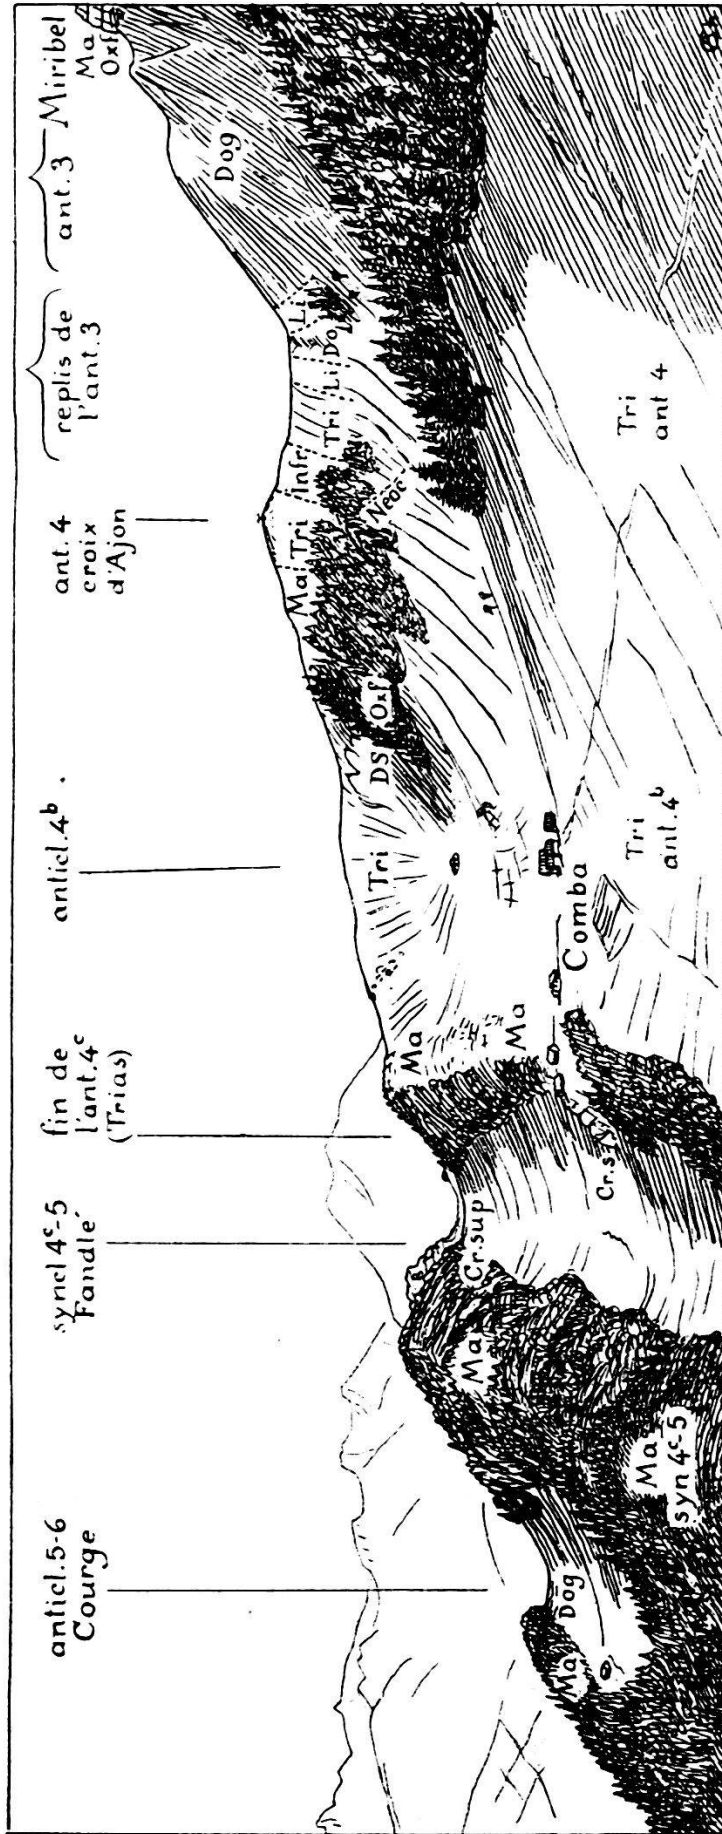 anticl.5-6
Courge
syncl 4ᶜ-5
Fandlé
fin de
l'ant.4ᶜ
(Trias)
anticl.4ᵇ.
ant.4
croix
d'Ajon
replis de
l'ant.3
ant.3
Miribel
Ma
Oxf
Dog
Li
Do
Li
Tri
Infr
Néoc
Tri
Ma
Oxf
DS
Tri
Ma
Ma
Cr.sup
Cr.s
Ma
Ma
syn 4ᶜ-5
Dog
Ma
Comba
Tri
ant.4ᵇ
Tri
ant 4